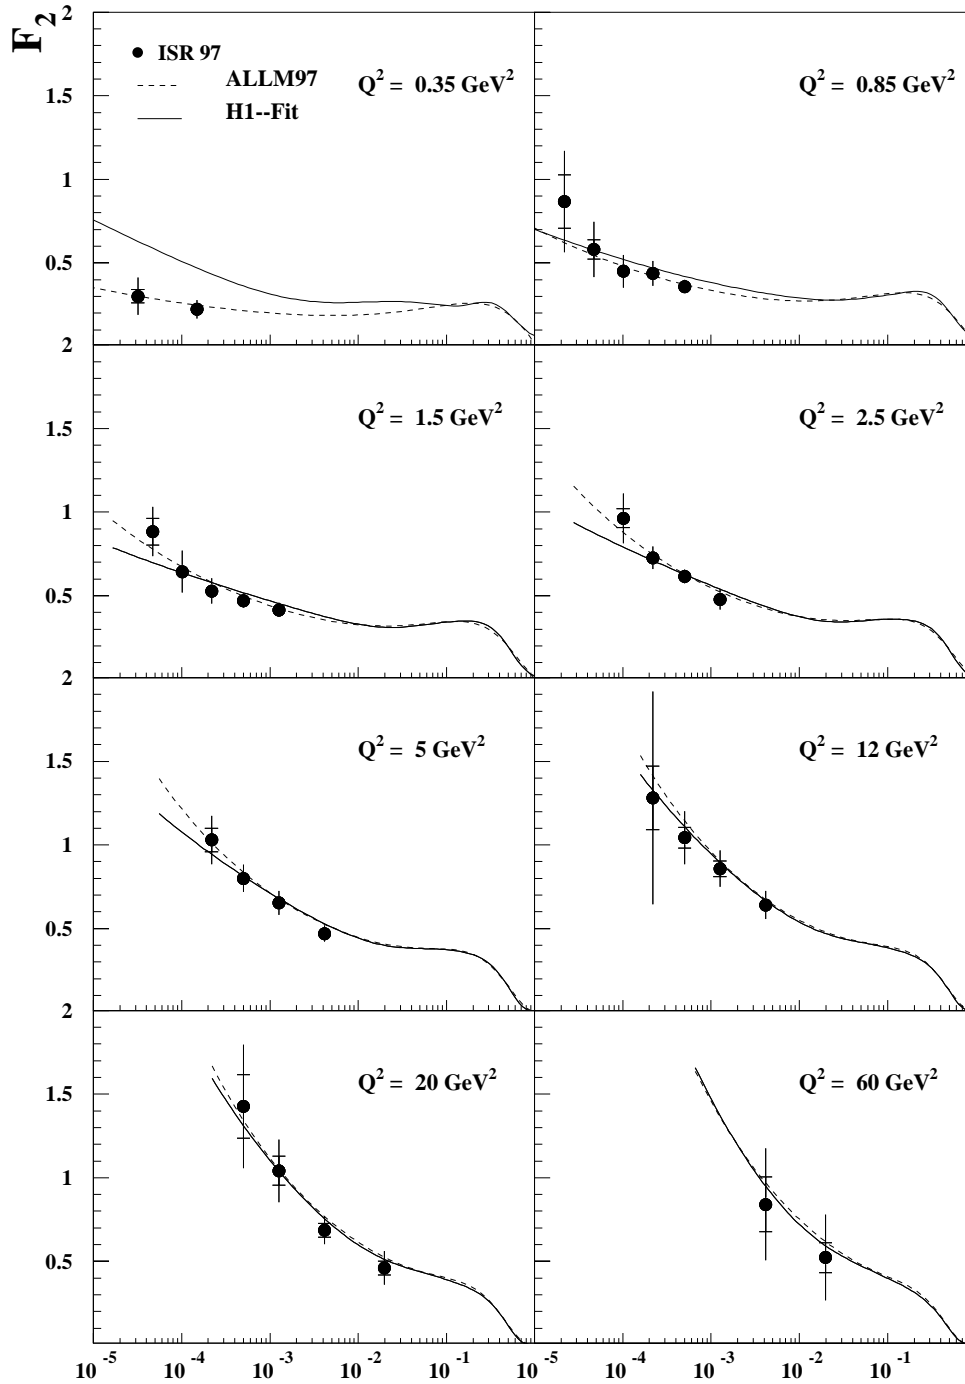 F₂
2
ISR 97
ALLM97
H1--Fit
Q² = 0.35 GeV²
Q² = 0.85 GeV²
1.5
1
0.5
2
Q² = 1.5 GeV²
Q² = 2.5 GeV²
1.5
1
0.5
2
Q² = 5 GeV²
Q² = 12 GeV²
1.5
1
0.5
2
Q² = 20 GeV²
Q² = 60 GeV²
1.5
1
0.5
10⁻⁵ 10⁻⁴ 10⁻³ 10⁻² 10⁻¹ 10⁻⁵ 10⁻⁴ 10⁻³ 10⁻² 10⁻¹